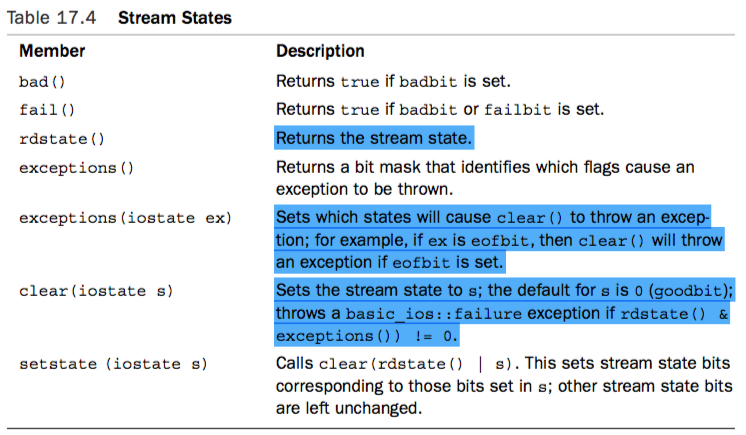 Table 17.4 Stream States
Member Description
bad() Returns true if badbit is set.
fail() Returns true if badbit or failbit is set.
rdstate() Returns the stream state.
exceptions() Returns a bit mask that identifies which flags cause an
exception to be thrown.
exceptions(iostate ex) Sets which states will cause clear() to throw an excep-
tion; for example, if ex is eofbit, then clear() will throw
an exception if eofbit is set.
clear(iostate s) Sets the stream state to s; the default for s is 0 (goodbit);
throws a basic_ios::failure exception if rdstate() &
exceptions()) != 0.
setstate (iostate s) Calls clear(rdstate() | s). This sets stream state bits
corresponding to those bits set in s; other stream state bits
are left unchanged.